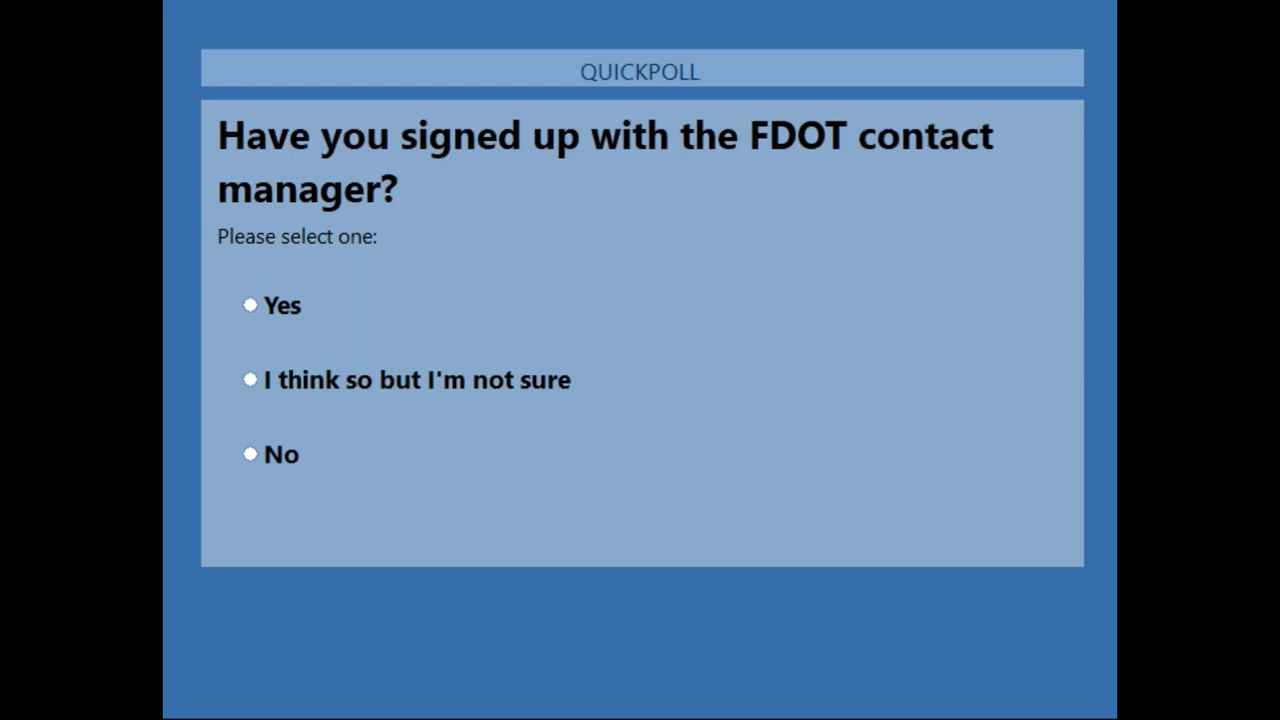 QUICKPOLL
Have you signed up with the FDOT contact
manager?
Please select one:
Yes
I think so but I'm not sure
No